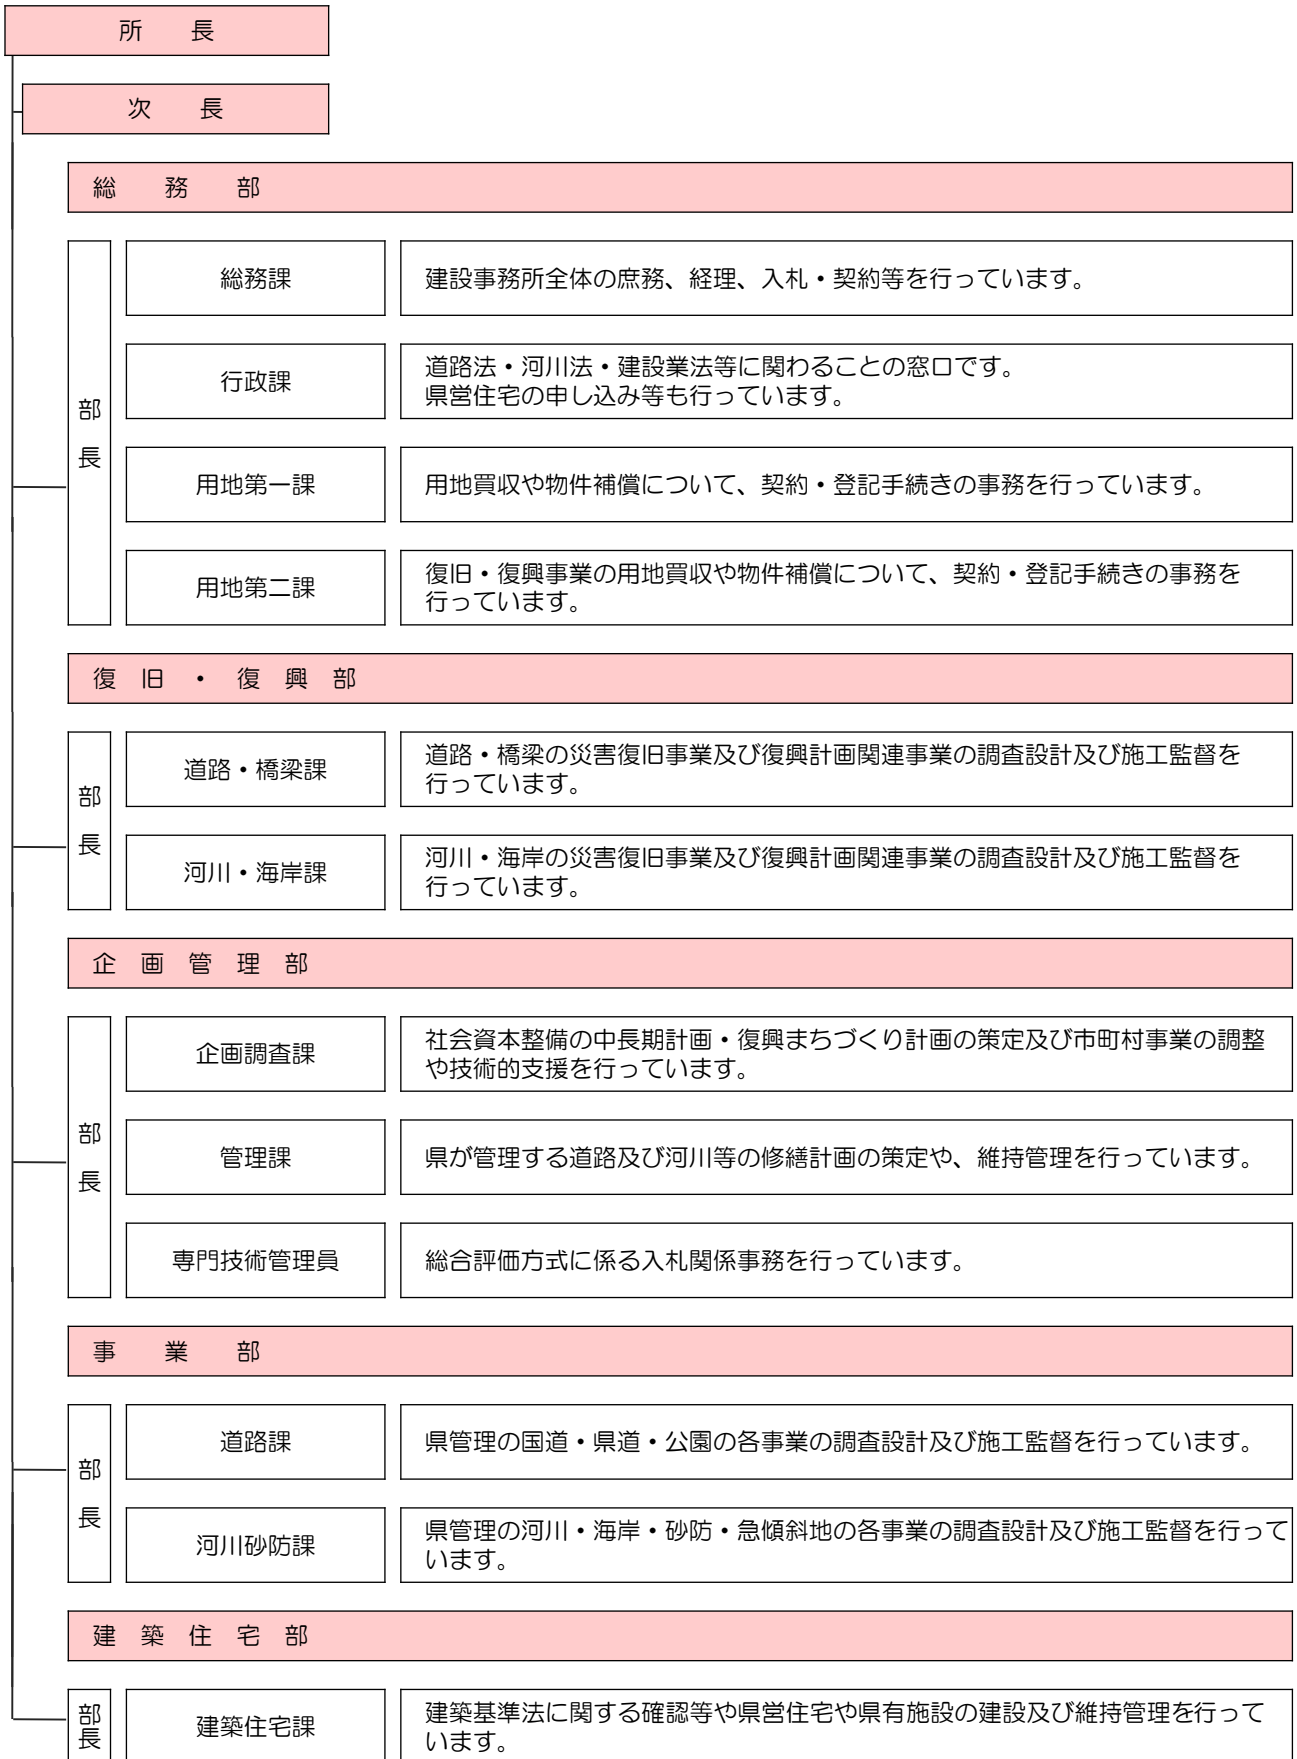 所　　長
次　　長
総　　務　　部
部長
総務課
建設事務所全体の庶務、経理、入札・契約等を行っています。
行政課
道路法・河川法・建設業法等に関わることの窓口です。
県営住宅の申し込み等も行っています。
用地第一課
用地買収や物件補償について、契約・登記手続きの事務を行っています。
用地第二課
復旧・復興事業の用地買収や物件補償について、契約・登記手続きの事務を
行っています。
復　旧　・　復　興　部
部長
道路・橋梁課
道路・橋梁の災害復旧事業及び復興計画関連事業の調査設計及び施工監督を
行っています。
河川・海岸課
河川・海岸の災害復旧事業及び復興計画関連事業の調査設計及び施工監督を
行っています。
企　画　管　理　部
部長
企画調査課
社会資本整備の中長期計画・復興まちづくり計画の策定及び市町村事業の調整
や技術的支援を行っています。
管理課
県が管理する道路及び河川等の修繕計画の策定や、維持管理を行っています。
専門技術管理員
総合評価方式に係る入札関係事務を行っています。
事　　業　　部
部長
道路課
県管理の国道・県道・公園の各事業の調査設計及び施工監督を行っています。
河川砂防課
県管理の河川・海岸・砂防・急傾斜地の各事業の調査設計及び施工監督を行って
います。
建　築　住　宅　部
部長
建築住宅課
建築基準法に関する確認等や県営住宅や県有施設の建設及び維持管理を行って
います。